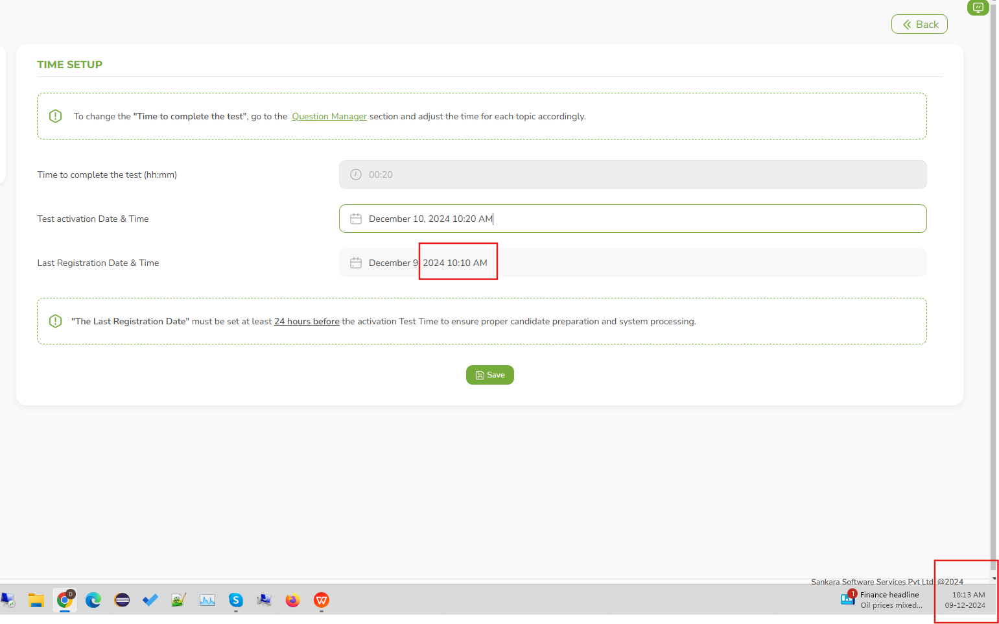 Back
TIME SETUP
To change the "Time to complete the test", go to the Question Manager section and adjust the time for each topic accordingly.
Time to complete the test (hh:mm)
00:20
Test activation Date & Time
December 10, 2024 10:20 AM
Last Registration Date & Time
December 9, 2024 10:10 AM
"The Last Registration Date" must be set at least 24 hours before the activation Test Time to ensure proper candidate preparation and system processing.
Save
Sankara Software Services Pvt Ltd. @2024
D
S
W
1
Finance headline
Oil prices mixed...
10:13 AM
09-12-2024